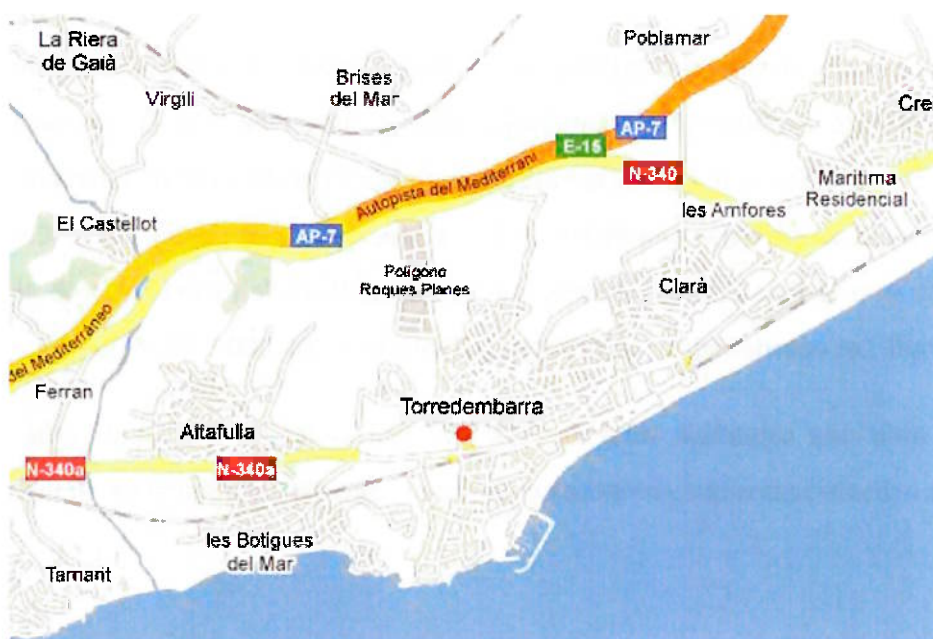 La Riera
de Gaià
Virgili
Brises
del Mar
Poblamar
Cre
AP-7
E-15
N-340
Autopista del Mediterrani
Maritima
Residencial
les Amfores
El Castellot
AP-7
Polígono
Roques Planes
Clarà
del Mediterráneo
Ferran
Torredembarra
Altafulla
N-340a
N-340a
les Botigues
del Mar
Tamarit